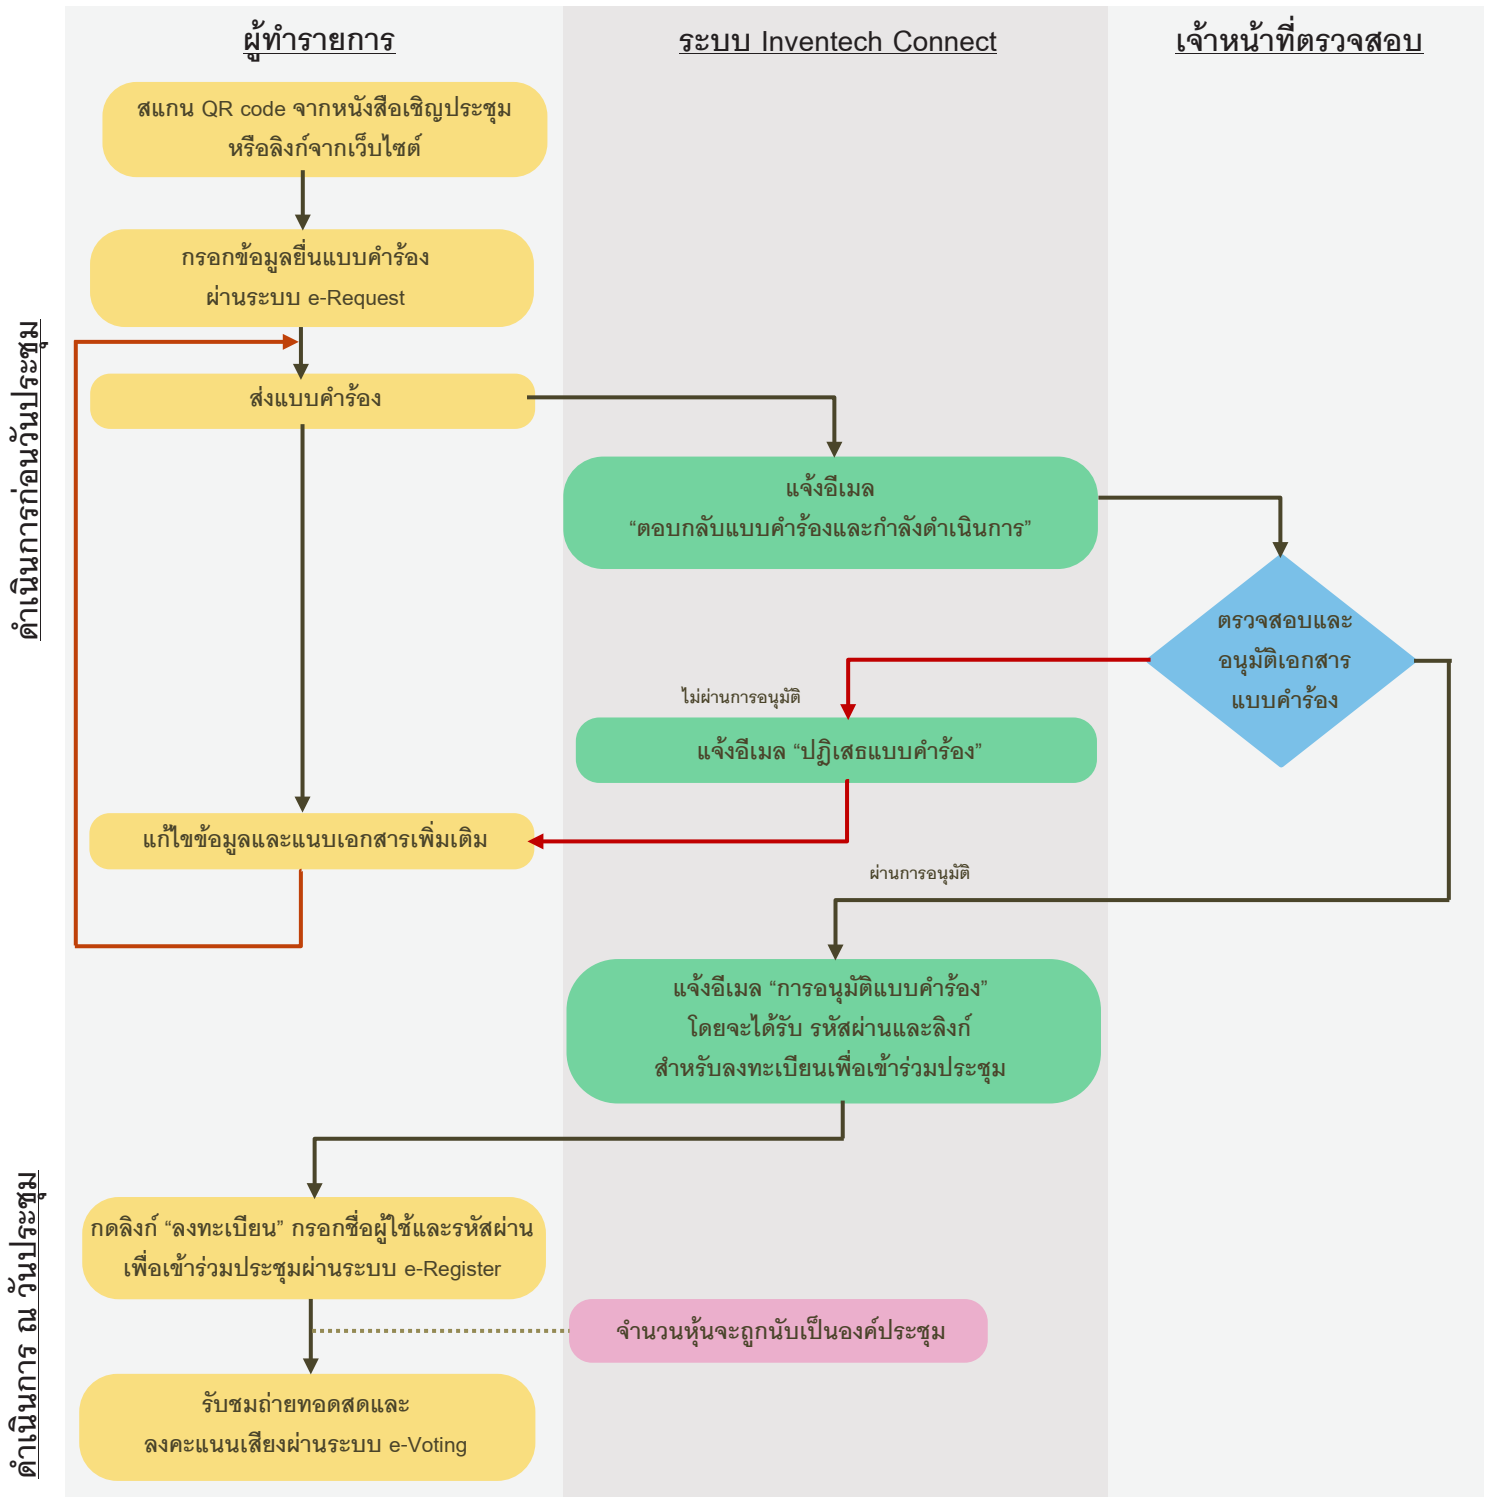 ผู้ทำรายการ
ระบบ Inventech Connect
เจ้าหน้าที่ตรวจสอบ
ดำเนินการก่อนวันประชุม
สแกน QR code จากหนังสือเชิญประชุม
หรือลิงก์จากเว็บไซต์
กรอกข้อมูลยื่นแบบคำร้อง
ผ่านระบบ e-Request
ส่งแบบคำร้อง
แจ้งอีเมล
“ตอบกลับแบบคำร้องและกำลังดำเนินการ”
ตรวจสอบและ
อนุมัติเอกสาร
แบบคำร้อง
ไม่ผ่านการอนุมัติ
แจ้งอีเมล “ปฎิเสธแบบคำร้อง”
แก้ไขข้อมูลและแนบเอกสารเพิ่มเติม
ผ่านการอนุมัติ
แจ้งอีเมล “การอนุมัติแบบคำร้อง”
โดยจะได้รับ รหัสผ่านและลิงก์
สำหรับลงทะเบียนเพื่อเข้าร่วมประชุม
ดำเนินการ ณ วันประชุม
กดลิงก์ “ลงทะเบียน” กรอกชื่อผู้ใช้และรหัสผ่าน
เพื่อเข้าร่วมประชุมผ่านระบบ e-Register
จำนวนหุ้นจะถูกนับเป็นองค์ประชุม
รับชมถ่ายทอดสดและ
ลงคะแนนเสียงผ่านระบบ e-Voting